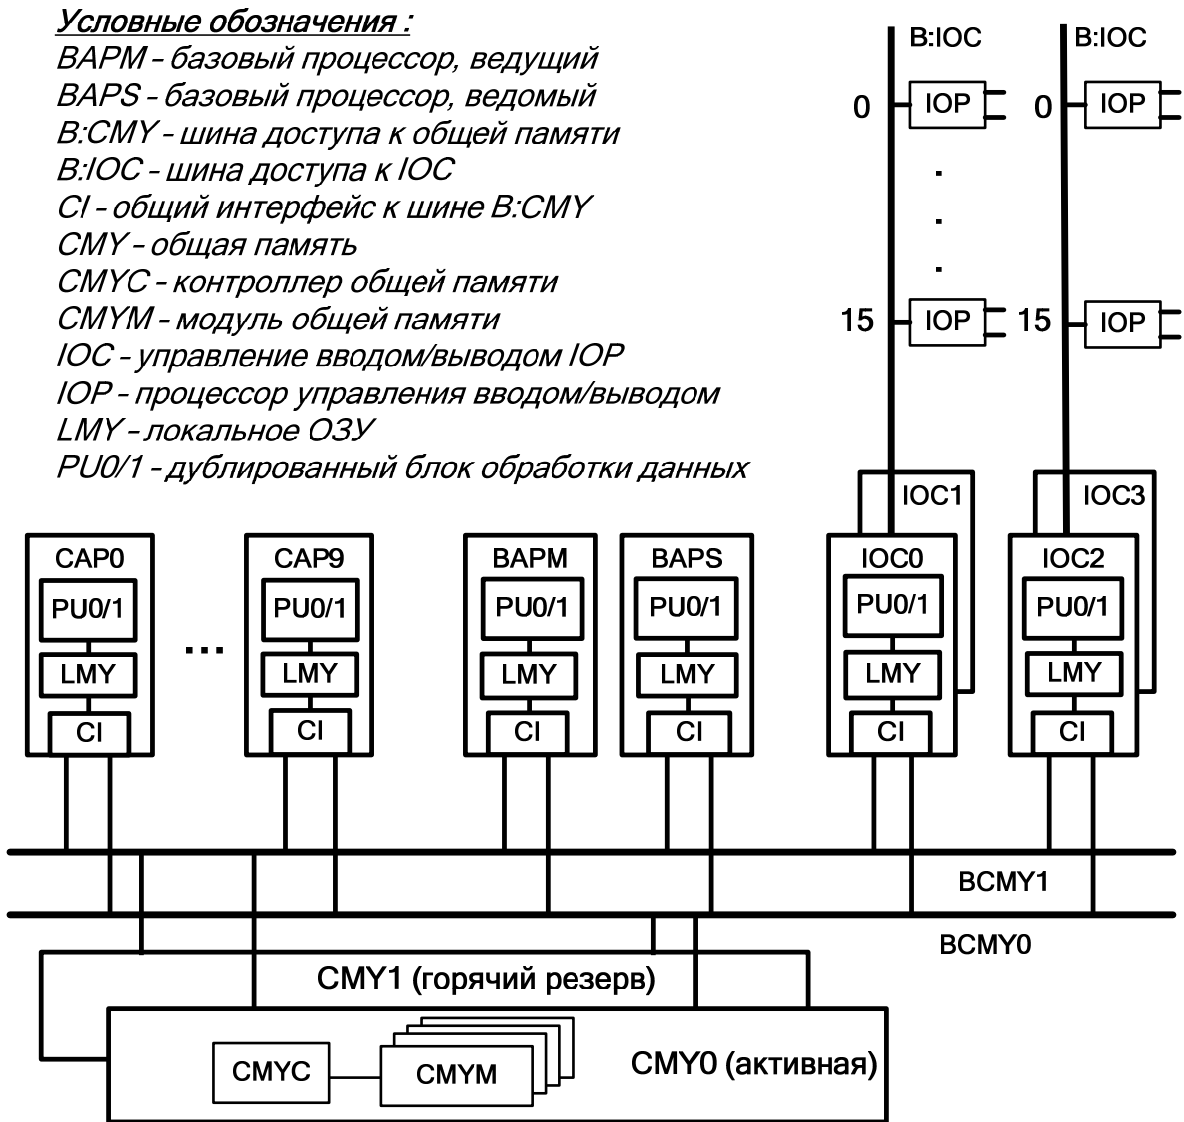 Условные обозначения :
BAPM – базовый процессор, ведущий
BAPS – базовый процессор, ведомый
B:CMY – шина доступа к общей памяти
B:IOC – шина доступа к IOC
CI – общий интерфейс к шине B:CMY
CMY – общая память
CMYC – контроллер общей памяти
CMYM – модуль общей памяти
IOC – управление вводом/выводом IOP
IOP – процессор управления вводом/выводом
LMY – локальное ОЗУ
PU0/1 – дублированный блок обработки данных
B:IOC B:IOC
0 IOP 0 IOP
.
.
.
15 IOP 15 IOP
IOC1 IOC3
CAP0 CAP9 BAPM BAPS IOC0 IOC2
PU0/1 PU0/1 PU0/1 PU0/1 PU0/1 PU0/1
...
LMY LMY LMY LMY LMY LMY
CI CI CI CI CI CI
BCMY1
BCMY0
CMY1 (горячий резерв)
CMYC CMYM CMY0 (активная)